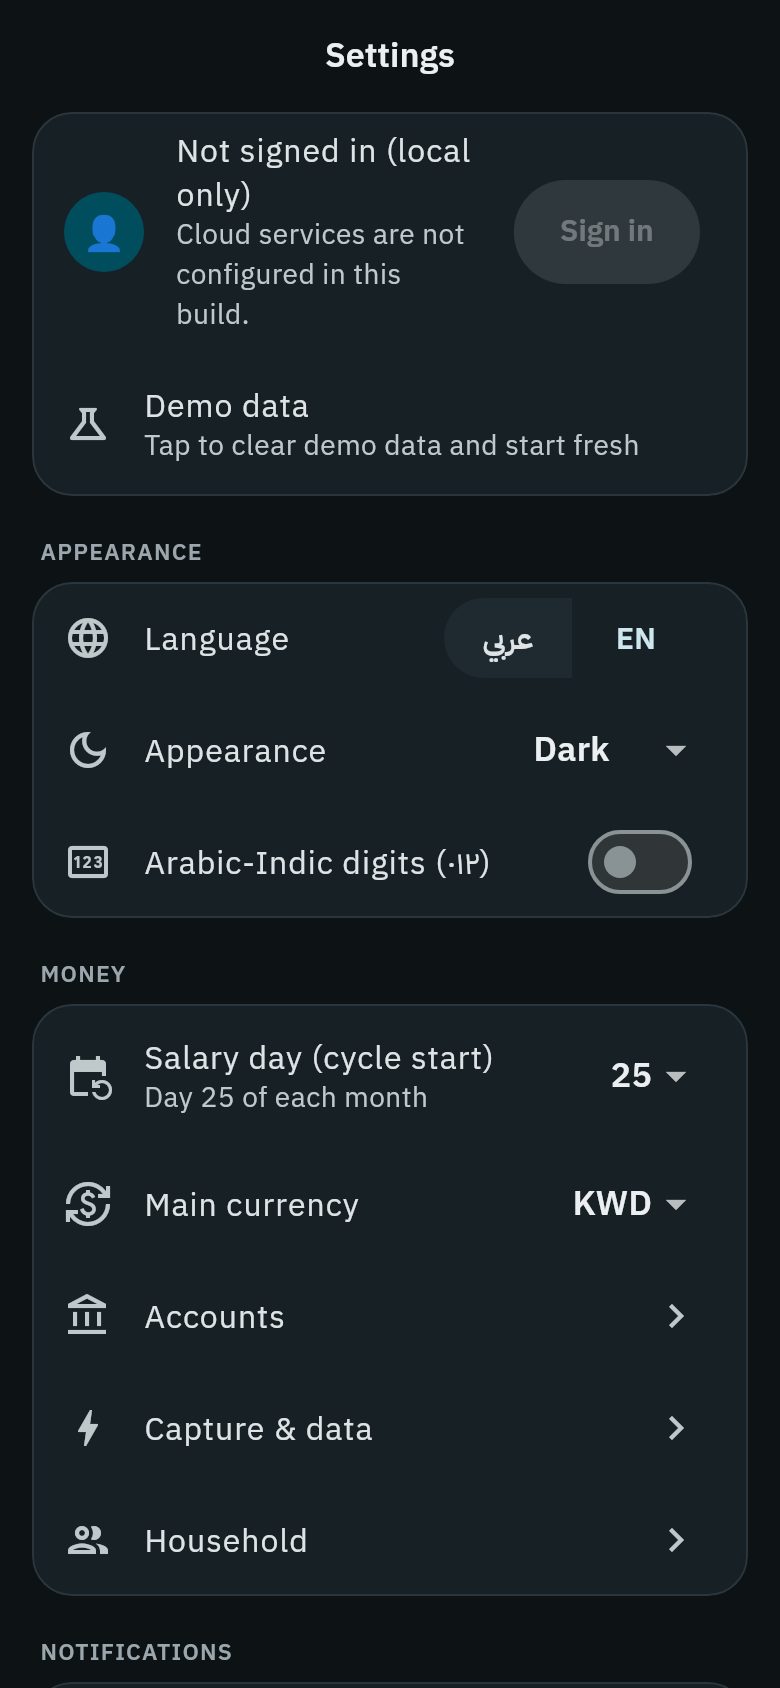 Settings
Not signed in (local
only)
Cloud services are not
configured in this
build.
Sign in
Demo data
Tap to clear demo data and start fresh
APPEARANCE
Language
عربي
EN
Appearance
Dark
123
Arabic-Indic digits (٠١٢)
MONEY
Salary day (cycle start)
Day 25 of each month
25
Main currency
KWD
Accounts
Capture & data
Household
NOTIFICATIONS